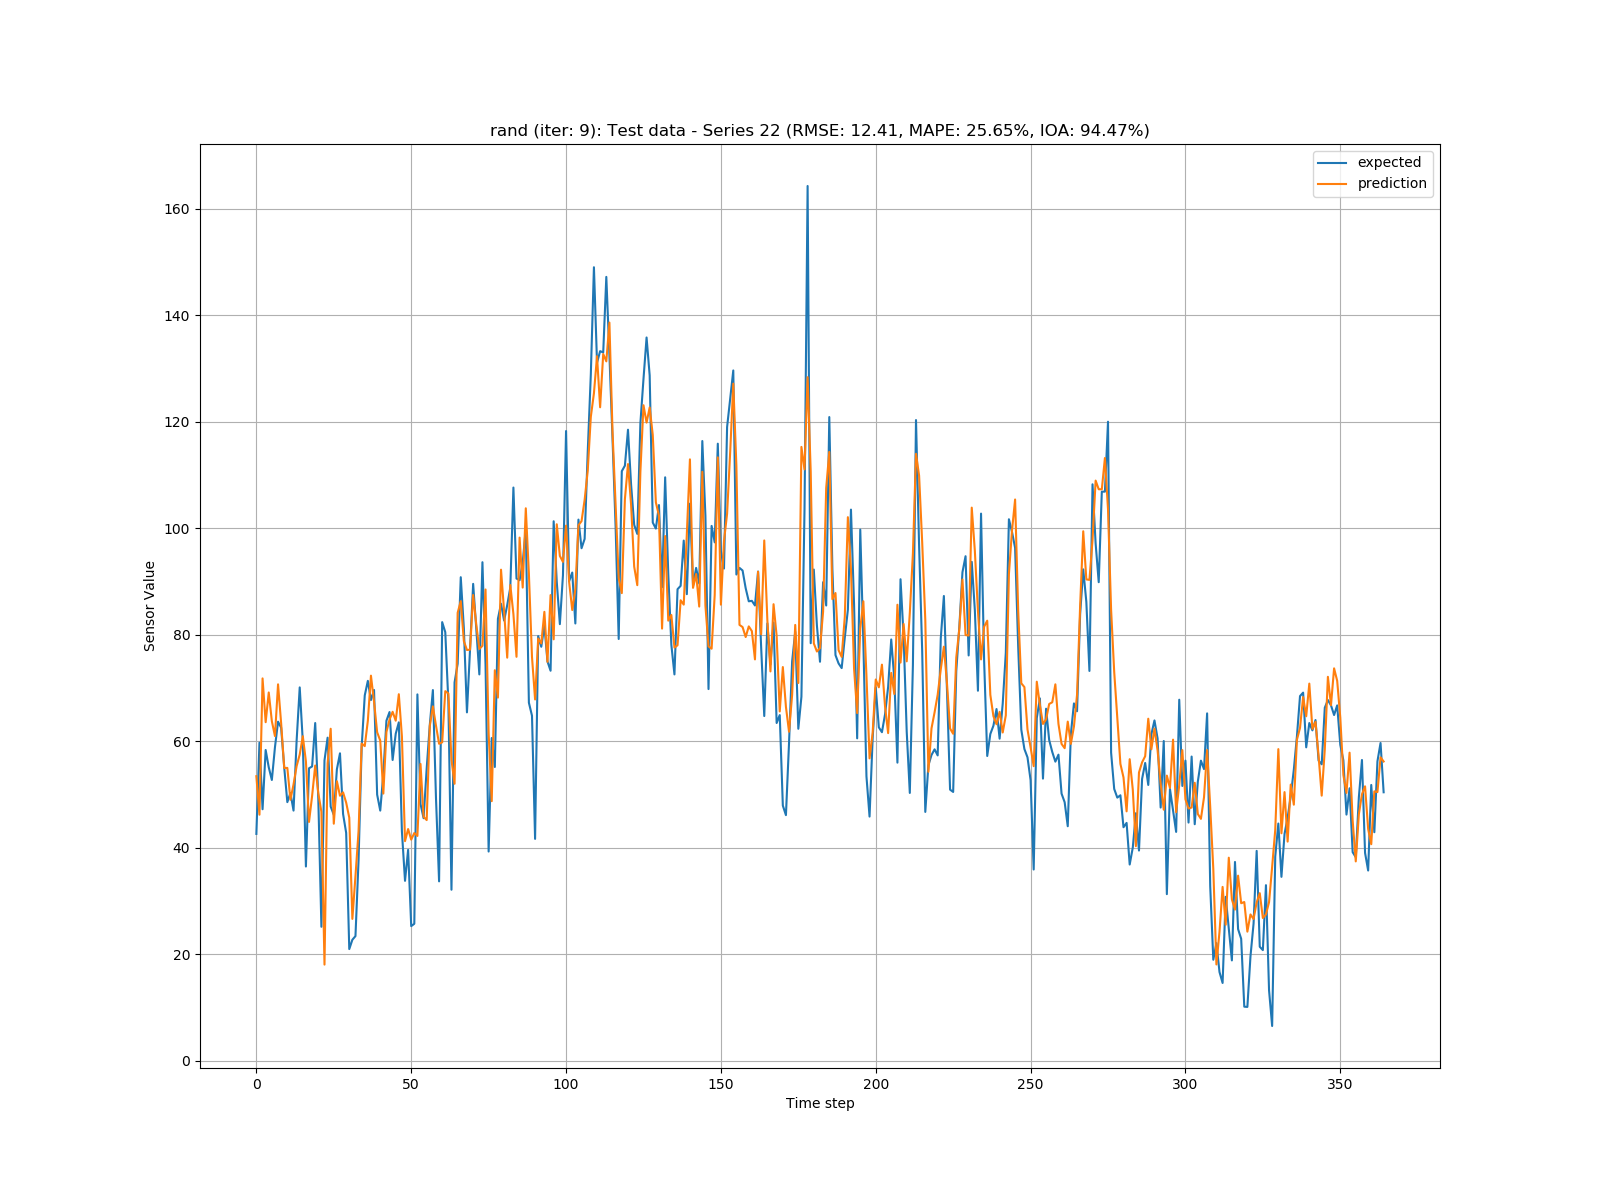 rand (iter: 9): Test data - Series 22 (RMSE: 12.41, MAPE: 25.65%, IOA: 94.47%)
expected
prediction
160
140
120
100
80
60
40
20
0
Sensor Value
0 50 100 150 200 250 300 350
Time step